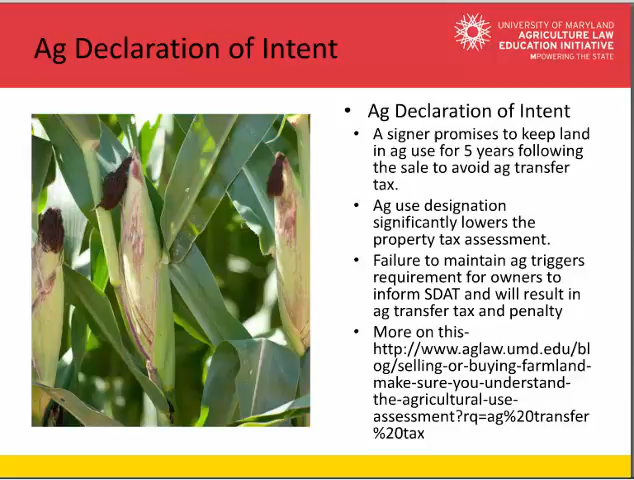 Ag Declaration of Intent
UNIVERSITY OF MARYLAND
AGRICULTURE LAW
EDUCATION INITIATIVE
MPOWERING THE STATE
• Ag Declaration of Intent
• A signer promises to keep land
in ag use for 5 years following
the sale to avoid ag transfer
tax.
• Ag use designation
significantly lowers the
property tax assessment.
• Failure to maintain ag triggers
requirement for owners to
inform SDAT and will result in
ag transfer tax and penalty
• More on this-
http://www.aglaw.umd.edu/bl
og/selling-or-buying-farmland-
make-sure-you-understand-
the-agricultural-use-
assessment?rq=ag%20transfer
%20tax